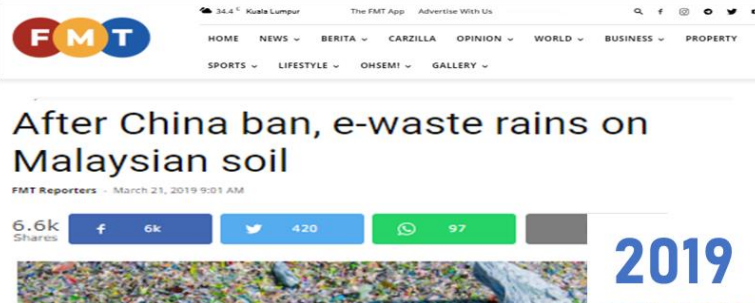 34.4 C Kuala Lumpur The FMT App Advertise With Us
FMT
HOME NEWS BERITA CARZILLA OPINION WORLD BUSINESS PROPERTY
SPORTS LIFESTYLE OHSEM! GALLERY
After China ban, e-waste rains on
Malaysian soil
FMT Reporters - March 21, 2019 9:01 AM
6.6k
Shares
6k 420 97
2019